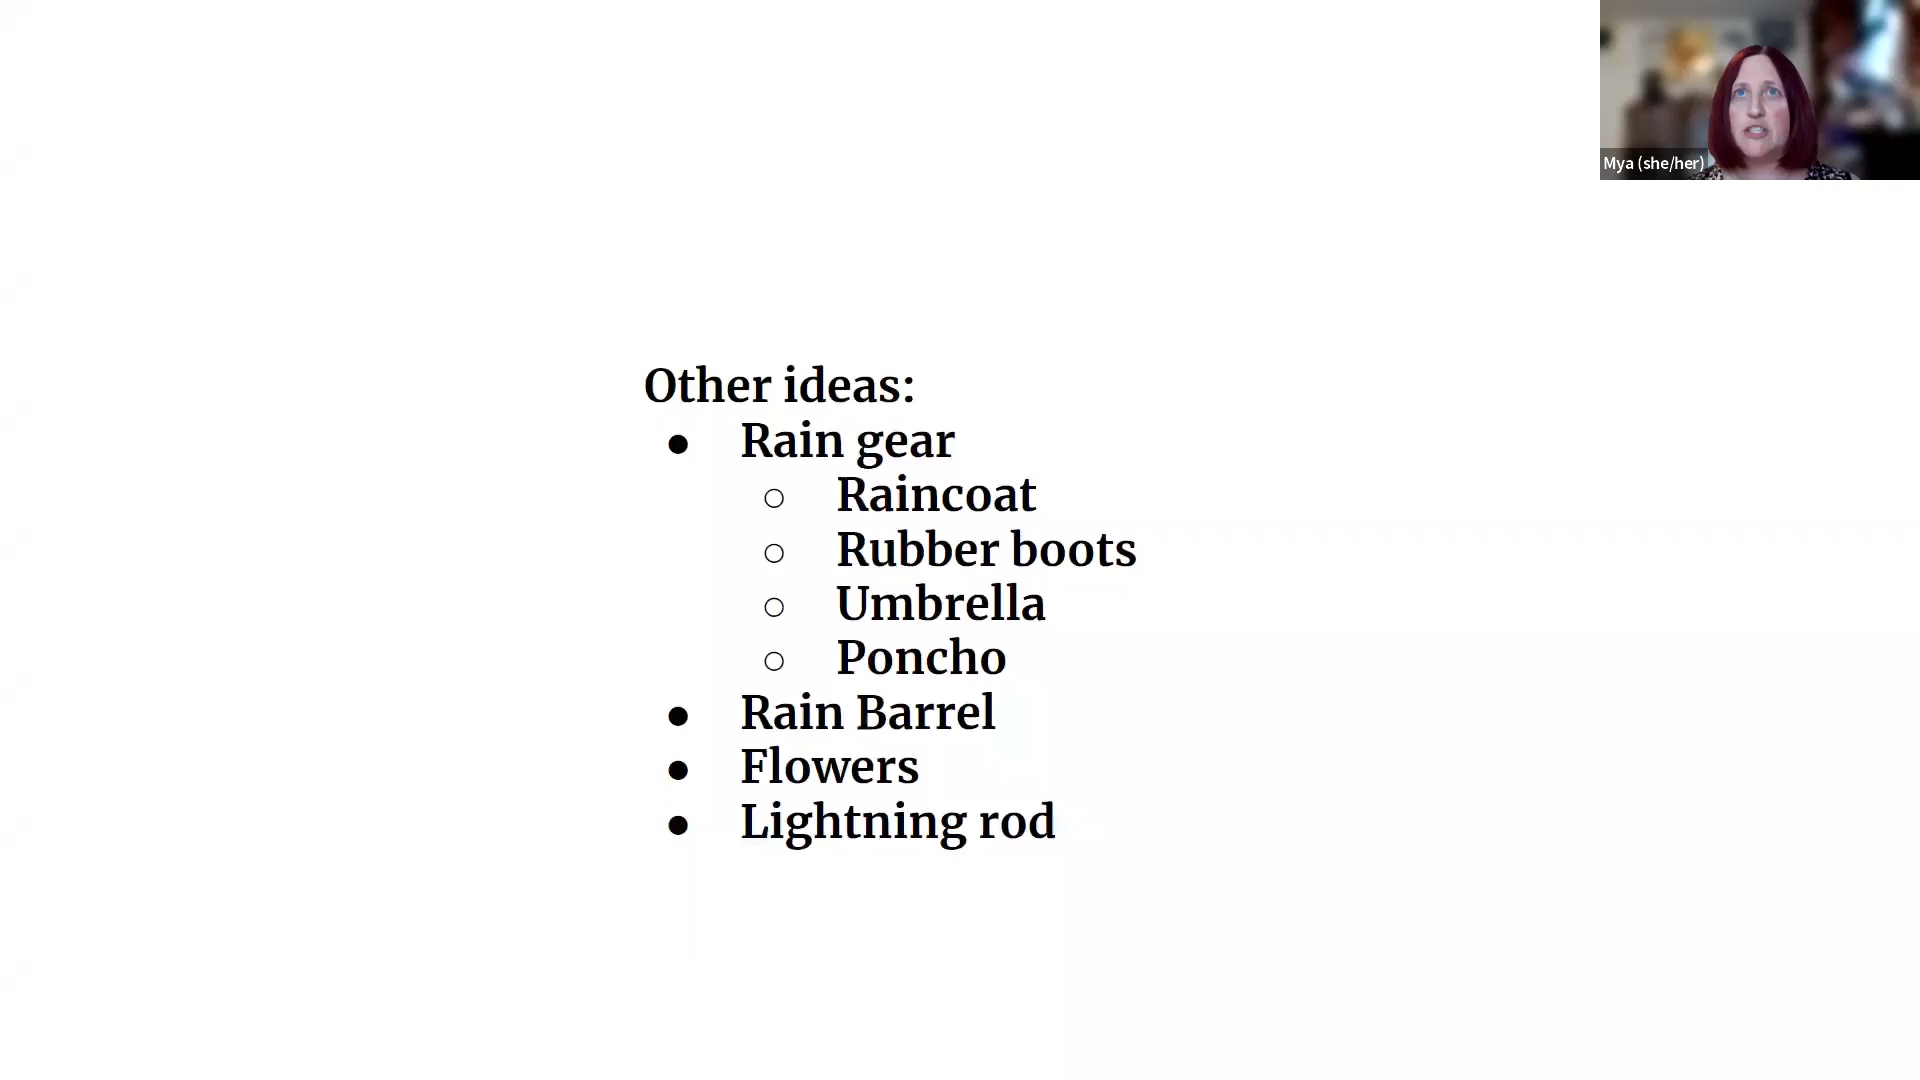 Mya (she/her)
Other ideas:
● Rain gear
○ Raincoat
○ Rubber boots
○ Umbrella
○ Poncho
● Rain Barrel
● Flowers
● Lightning rod